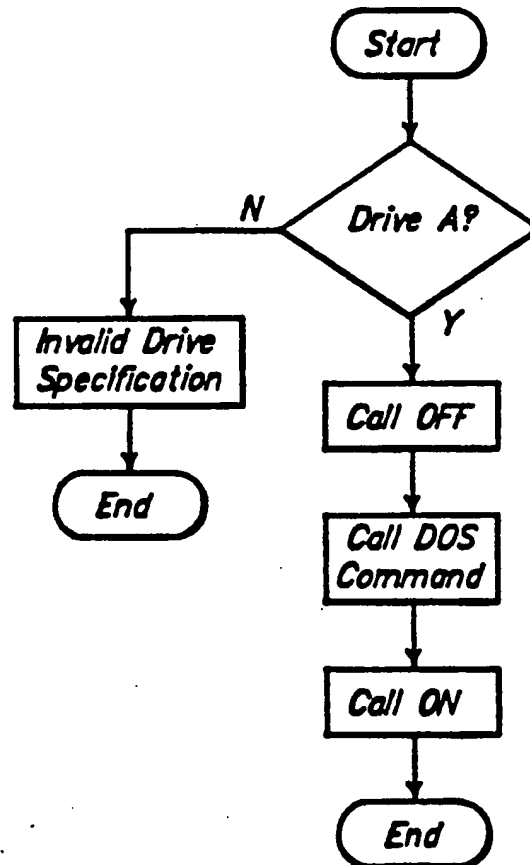 Start
Drive A?
N
Y
Invalid Drive
Specification
Call OFF
End
Call DOS
Command
Call ON
End